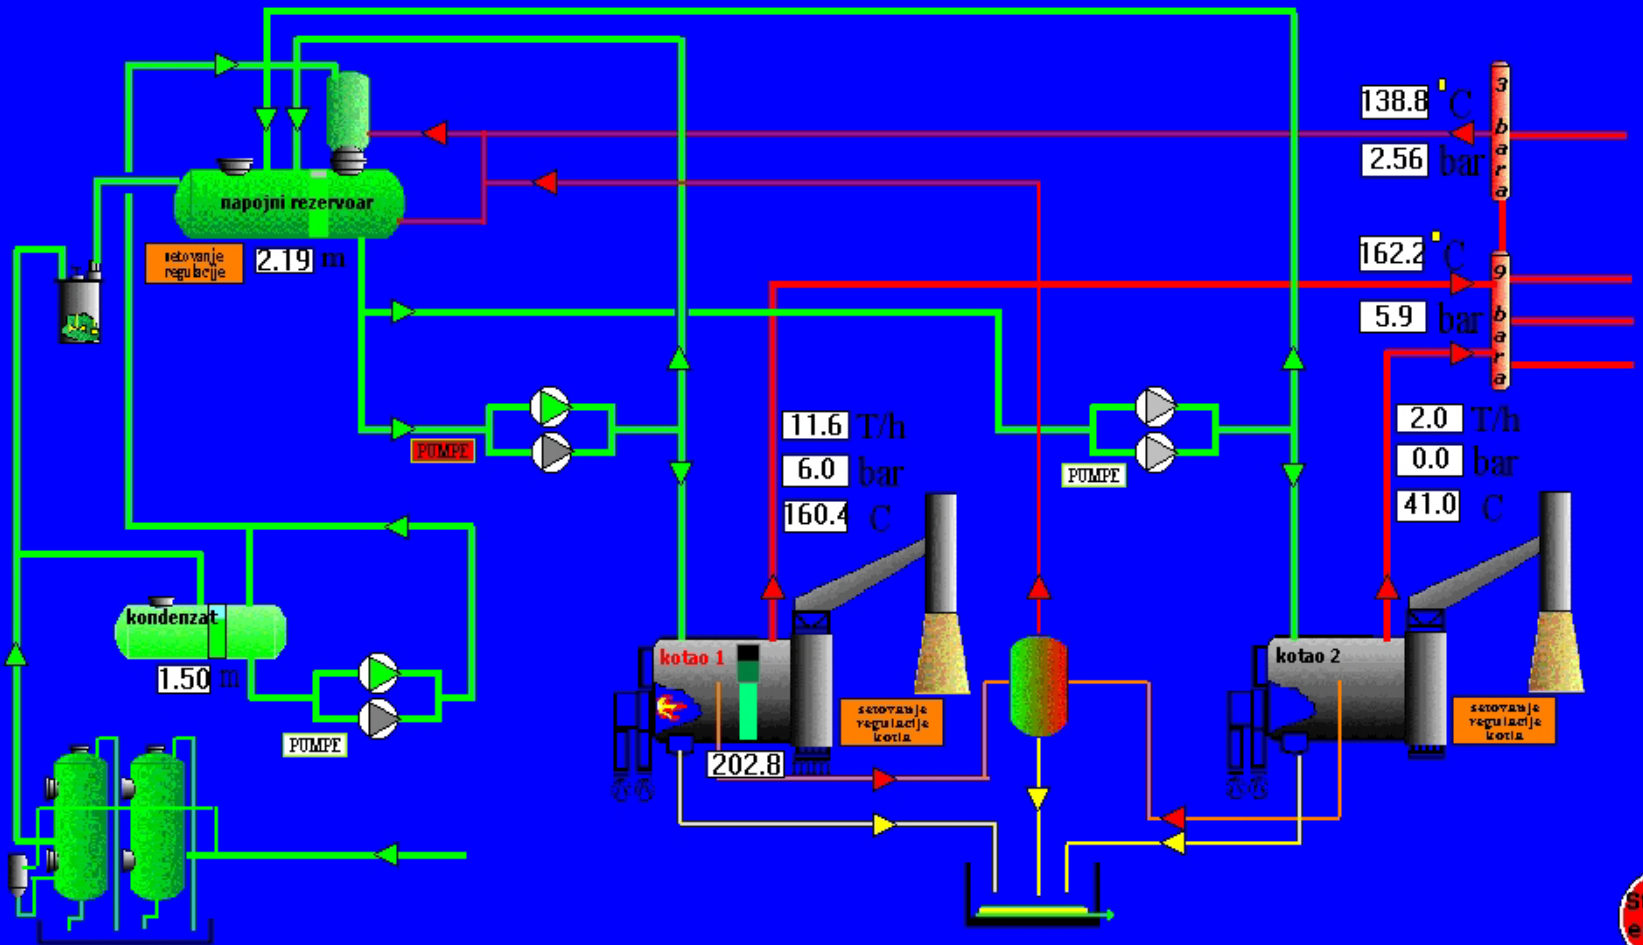 138.8 °C
2.56 bar
3 bara
napojni rezervoar
setovanje
regulacije
2.19 m
162.2 °C
5.9 bar
9 bara
PUMPE
11.6 T/h
6.0 bar
160.4 C
PUMPE
2.0 T/h
0.0 bar
41.0 C
kondenzat
1.50 m
PUMPE
kotao 1
202.8
setovanje
regulacije
kotla
kotao 2
setovanje
regulacije
kotla